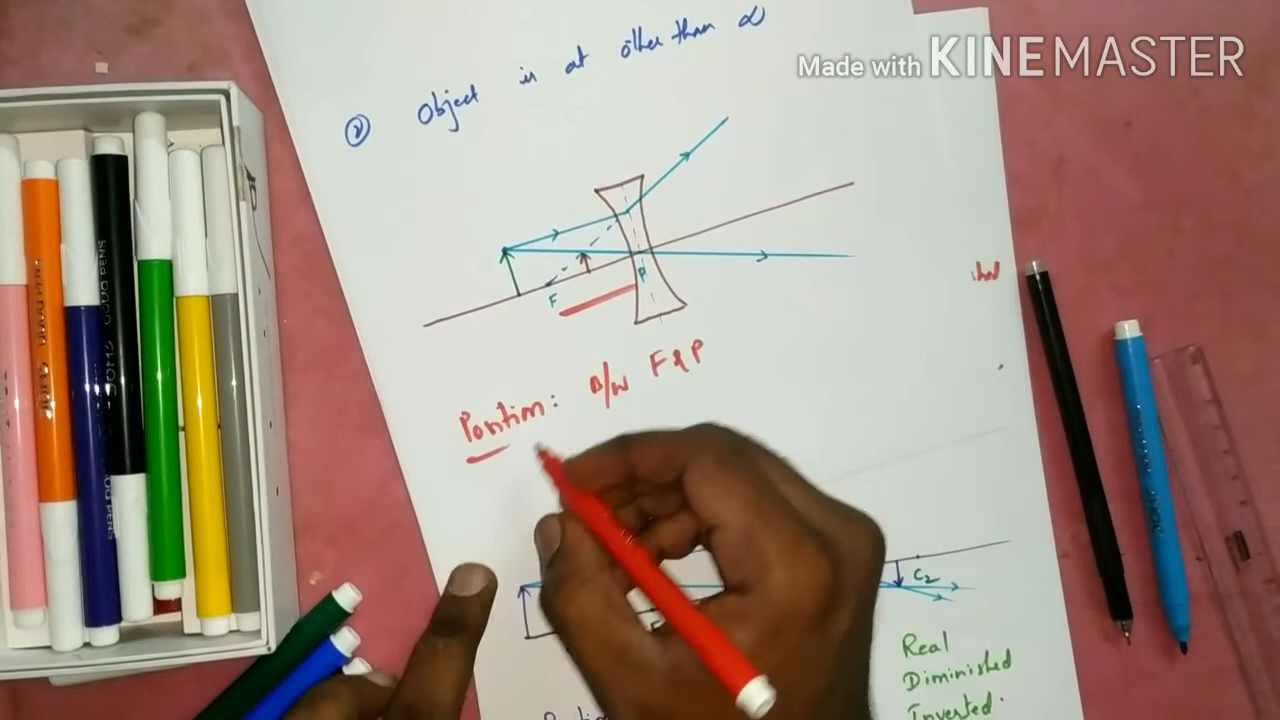 Made with KINEMASTER
② Object is at other than ∞
F
P
Position: B/w F & P
C₂
Real
Diminished
Inverted.